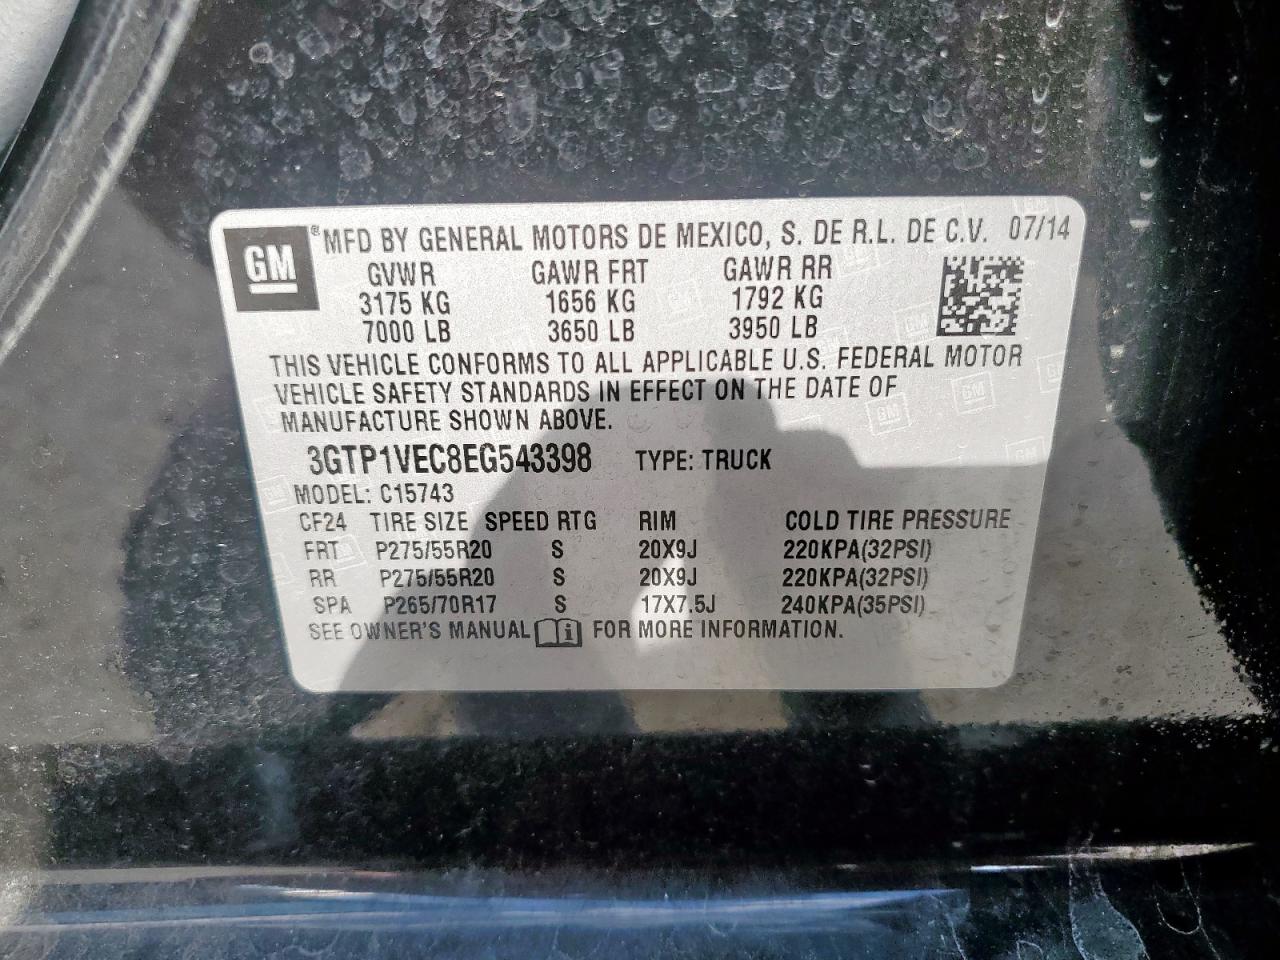 GM ® MFD BY GENERAL MOTORS DE MEXICO, S. DE R.L. DE C.V. 07/14
GVWR GAWR FRT GAWR RR
3175 KG 1656 KG 1792 KG
7000 LB 3650 LB 3950 LB
THIS VEHICLE CONFORMS TO ALL APPLICABLE U.S. FEDERAL MOTOR
VEHICLE SAFETY STANDARDS IN EFFECT ON THE DATE OF
MANUFACTURE SHOWN ABOVE.
3GTP1VEC8EG543398 TYPE: TRUCK
MODEL: C15743
CF24 TIRE SIZE SPEED RTG RIM COLD TIRE PRESSURE
FRT P275/55R20 S 20X9J 220KPA(32PSI)
RR P275/55R20 S 20X9J 220KPA(32PSI)
SPA P265/70R17 S 17X7.5J 240KPA(35PSI)
SEE OWNER'S MANUAL FOR MORE INFORMATION.